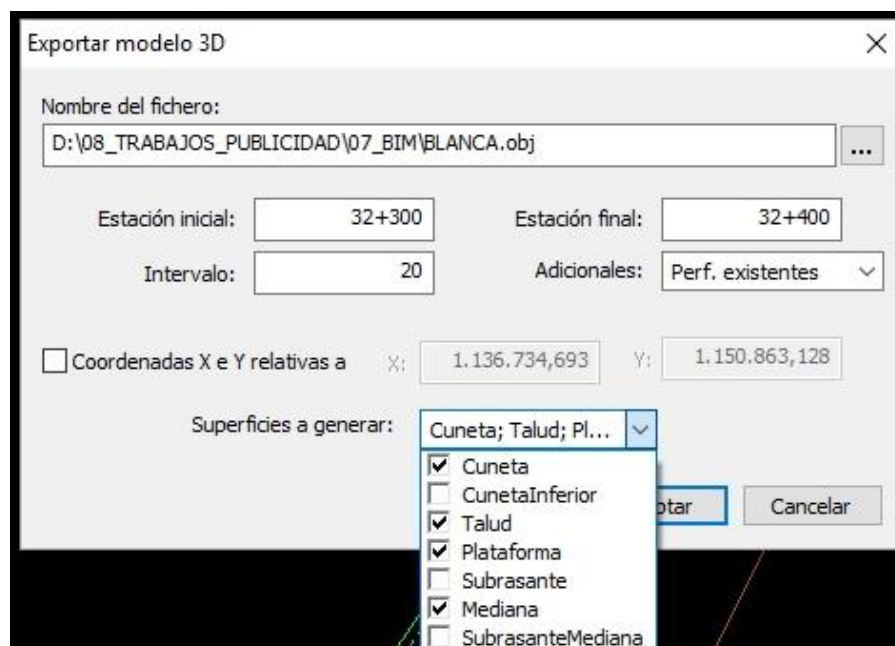 Exportar modelo 3D
Nombre del fichero:
D:\08_TRABAJOS_PUBLICIDAD\07_BIM\BLANCA.obj
...
Estación inicial: 32+300 Estación final: 32+400
Intervalo: 20 Adicionales: Perf. existentes
Coordenadas X e Y relativas a X: 1.136.734,693 Y: 1.150.863,128
Superficies a generar: Cuneta; Talud; Pl...
Cuneta
CunetaInferior
Talud
Plataforma
Subrasante
Mediana
SubrasanteMediana
Cancelar